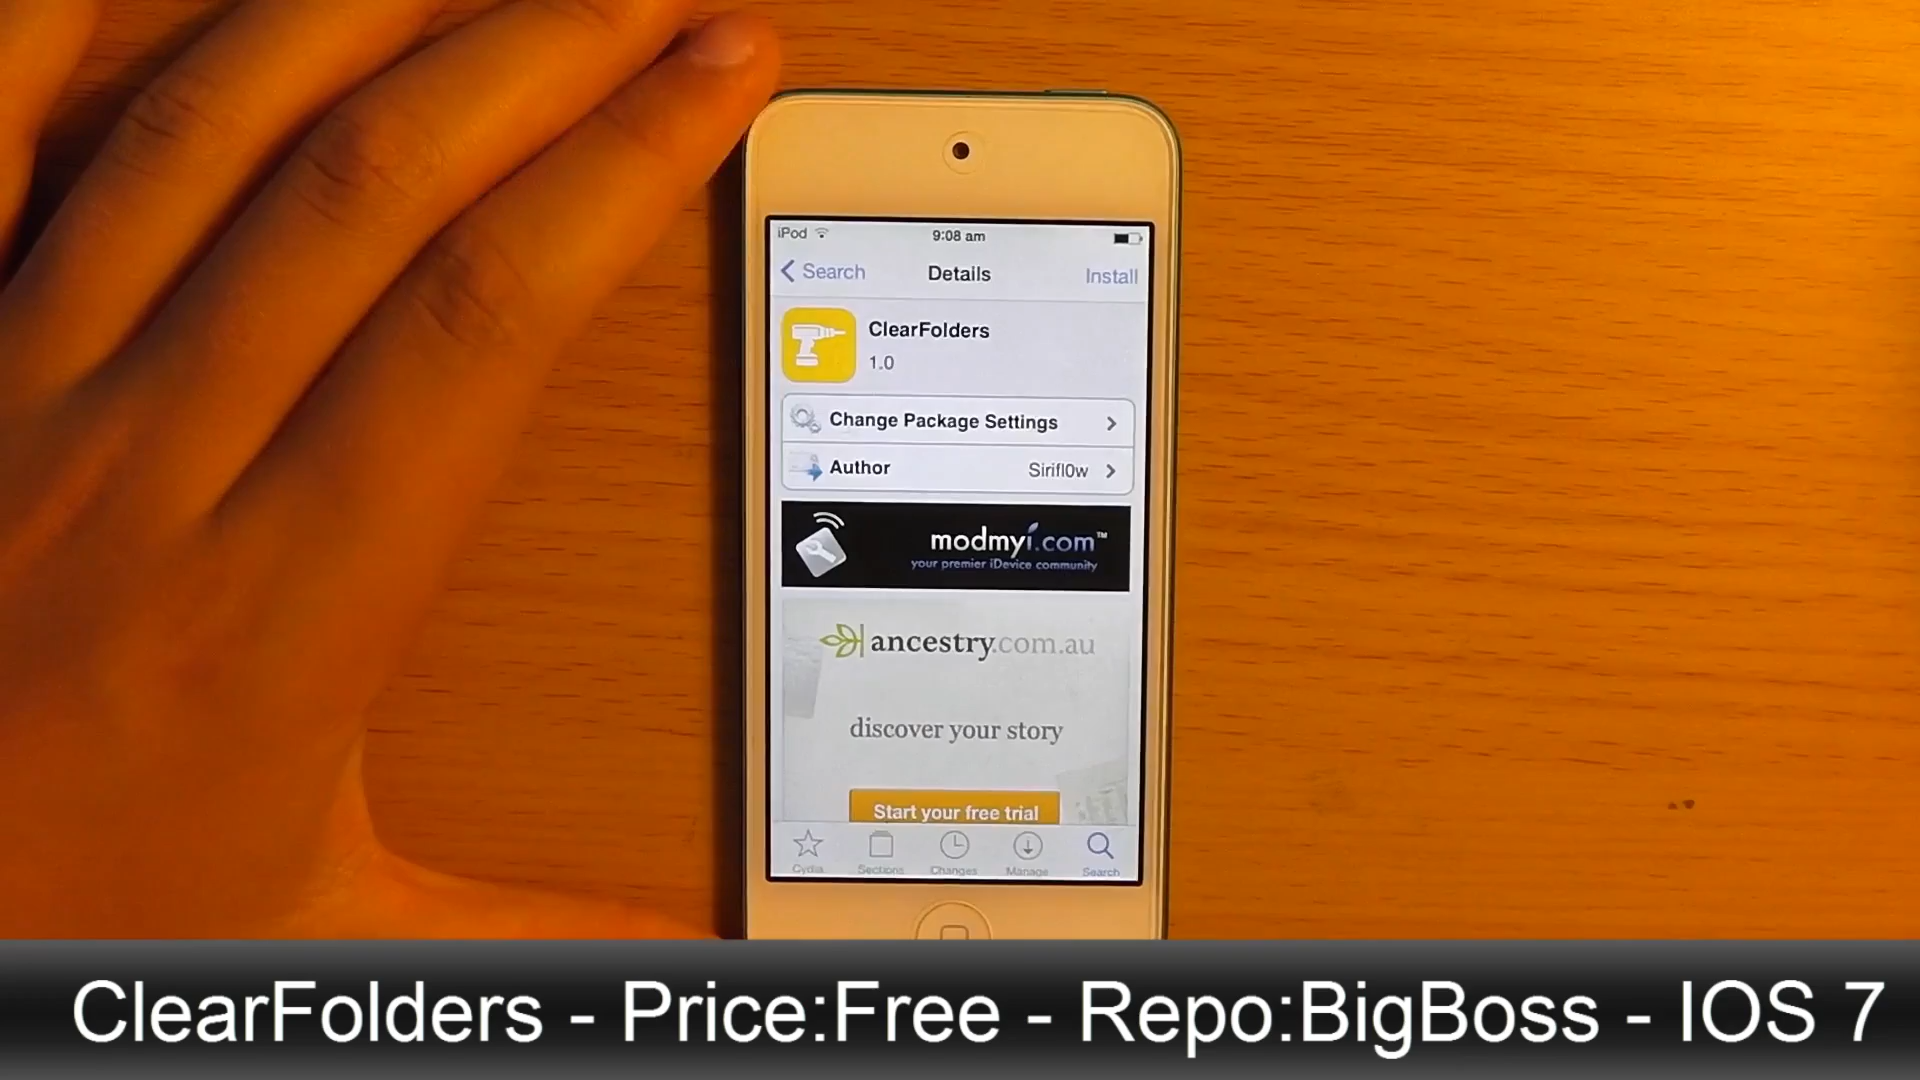 iPod 9:08 am
Search Details Install
ClearFolders
1.0
Change Package Settings
Author Sirifl0w
modmyi.com™
your premier iDevice community
ancestry.com.au
discover your story
Start your free trial
Cydia Sections Changes Manage Search
ClearFolders - Price:Free - Repo:BigBoss - IOS 7